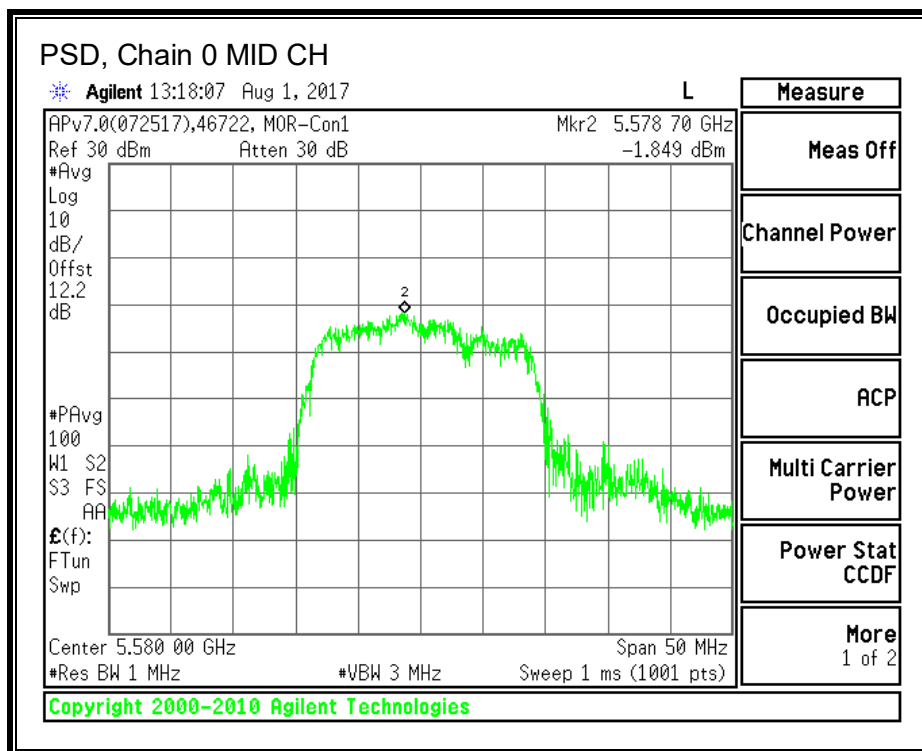 PSD, Chain 0 MID CH
Agilent 13:18:07 Aug 1, 2017 L
APv7.0(072517),46722, MOR-Con1 Mkr2 5.578 70 GHz
Ref 30 dBm Atten 30 dB -1.849 dBm
#Avg
Log
10
dB/
Offst
12.2
dB
2
#PAvg
100
W1 S2
S3 FS
AA
£(f):
FTun
Swp
Center 5.580 00 GHz Span 50 MHz
#Res BW 1 MHz #VBW 3 MHz Sweep 1 ms (1001 pts)
Measure
Meas Off
Channel Power
Occupied BW
ACP
Multi Carrier
Power
Power Stat
CCDF
More
1 of 2
Copyright 2000-2010 Agilent Technologies